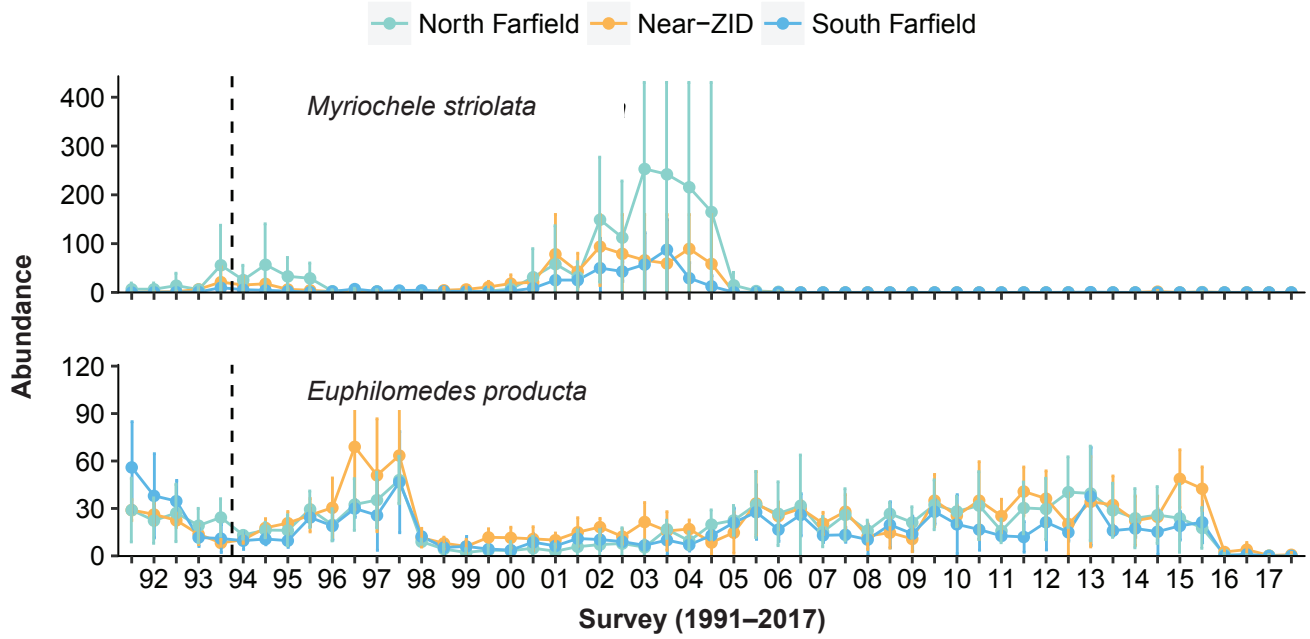 North Farfield Near−ZID South Farfield
Myriochele striolata
400
300
200
100
0
Abundance
Euphilomedes producta
120
90
60
30
0
92 93 94 95 96 97 98 99 00 01 02 03 04 05 06 07 08 09 10 11 12 13 14 15 16 17
Survey (1991–2017)